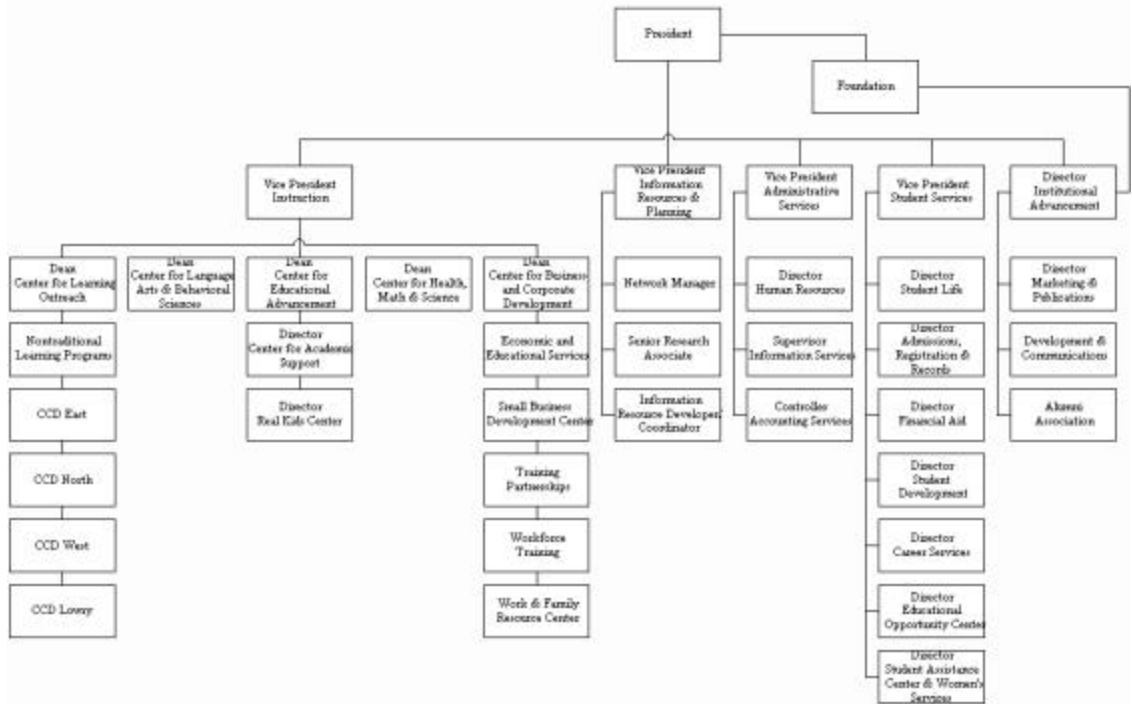 President
Foundation
Vice President
Instruction
Vice President
Information
Resources &
Planning
Vice President
Administrative
Services
Vice President
Student Services
Director
Institutional
Advancement
Dean
Center for Learning
Outreach
Dean
Center for Language
Arts & Behavioral
Sciences
Dean
Center for
Educational
Advancement
Dean
Center for Health,
Math & Science
Dean
Center for Business
and Corporate
Development
Network Manager
Director
Human Resources
Director
Student Life
Director
Marketing &
Publications
Nontraditional
Learning Programs
Director
Center for Academic
Support
Economic and
Educational Services
Senior Research
Associate
Supervisor
Information Services
Director
Admissions,
Registration &
Records
Development &
Communications
CCD East
Director
Real Kids Center
Small Business
Development Center
Information
Resource Developer/
Coordinator
Controller
Accounting Services
Director
Financial Aid
Alumni
Association
CCD North
Training
Partnerships
Director
Student
Development
CCD West
Workforce
Training
Director
Career Services
CCD Lowry
Work & Family
Resource Center
Director
Educational
Opportunity Center
Director
Student Assistance
Center & Women's
Services